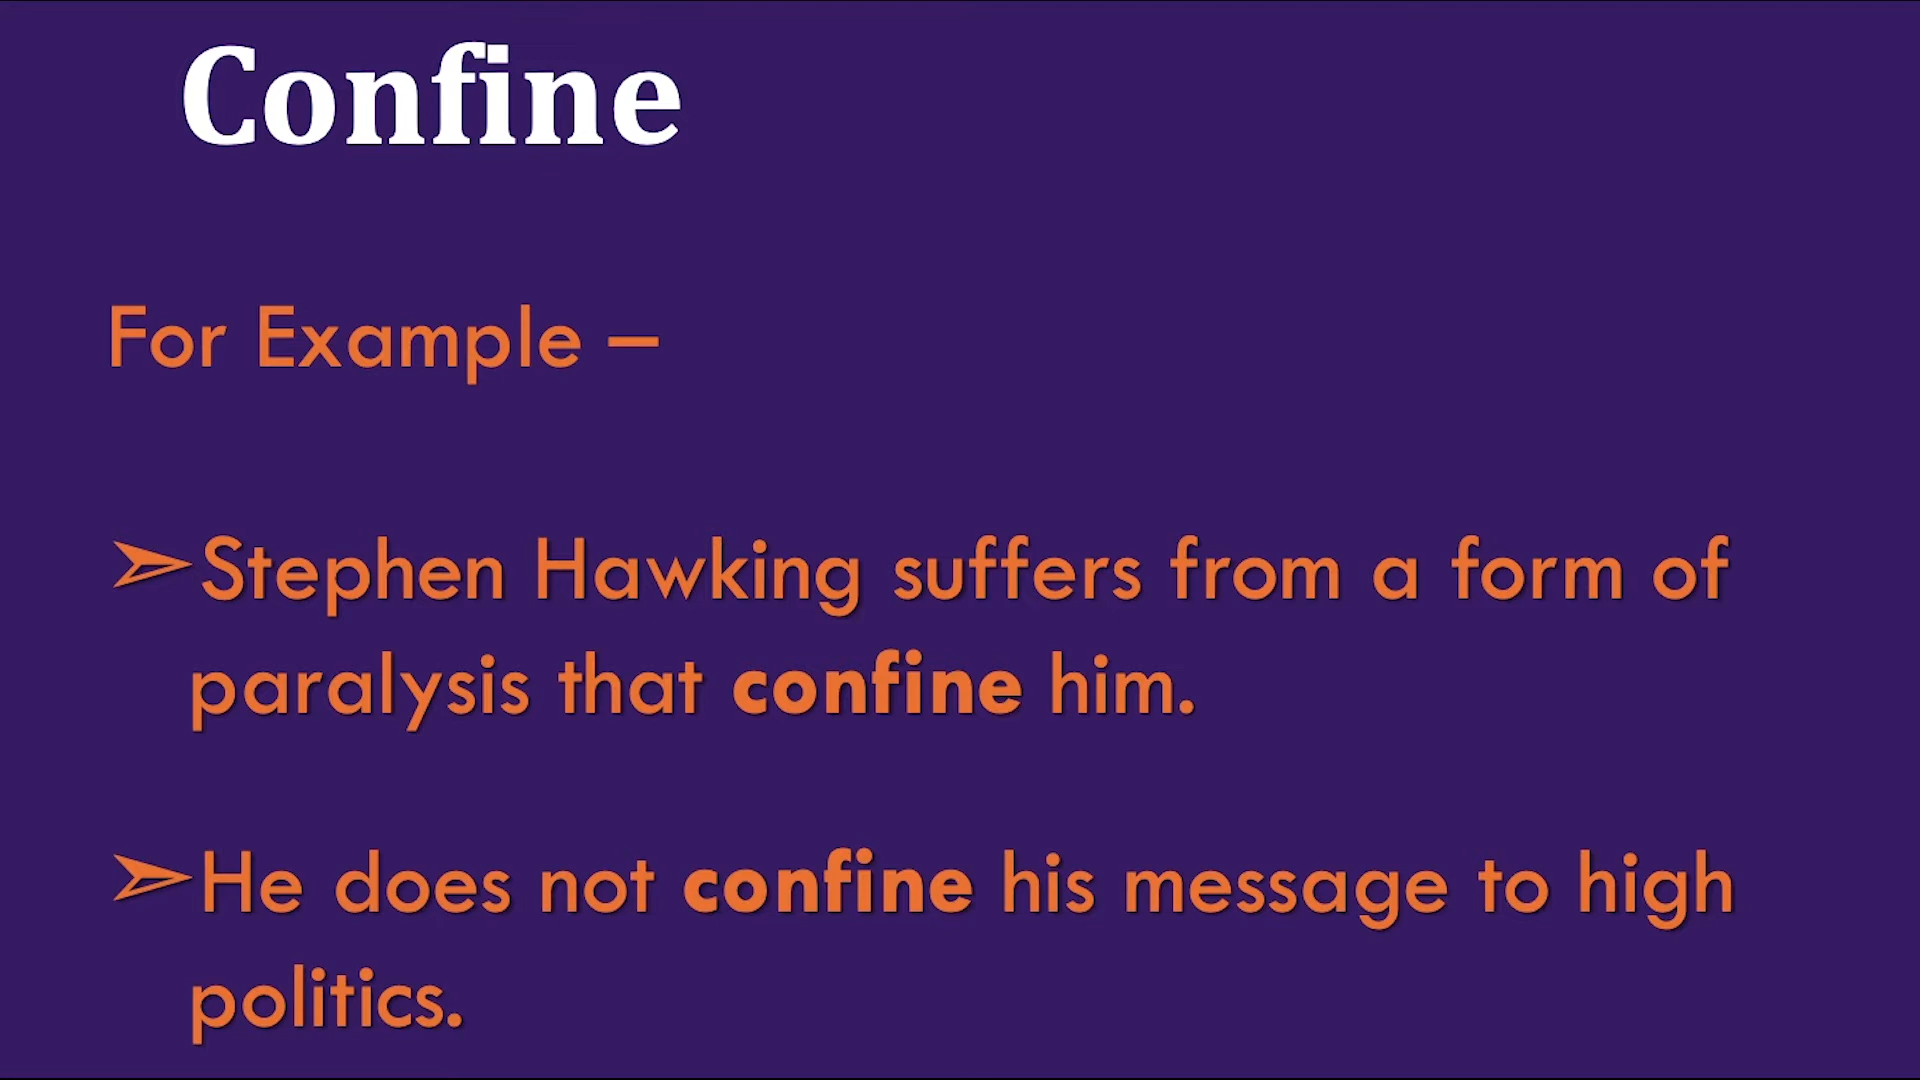 Confine
For Example –
➢Stephen Hawking suffers from a form of
paralysis that confine him.
➢He does not confine his message to high
politics.